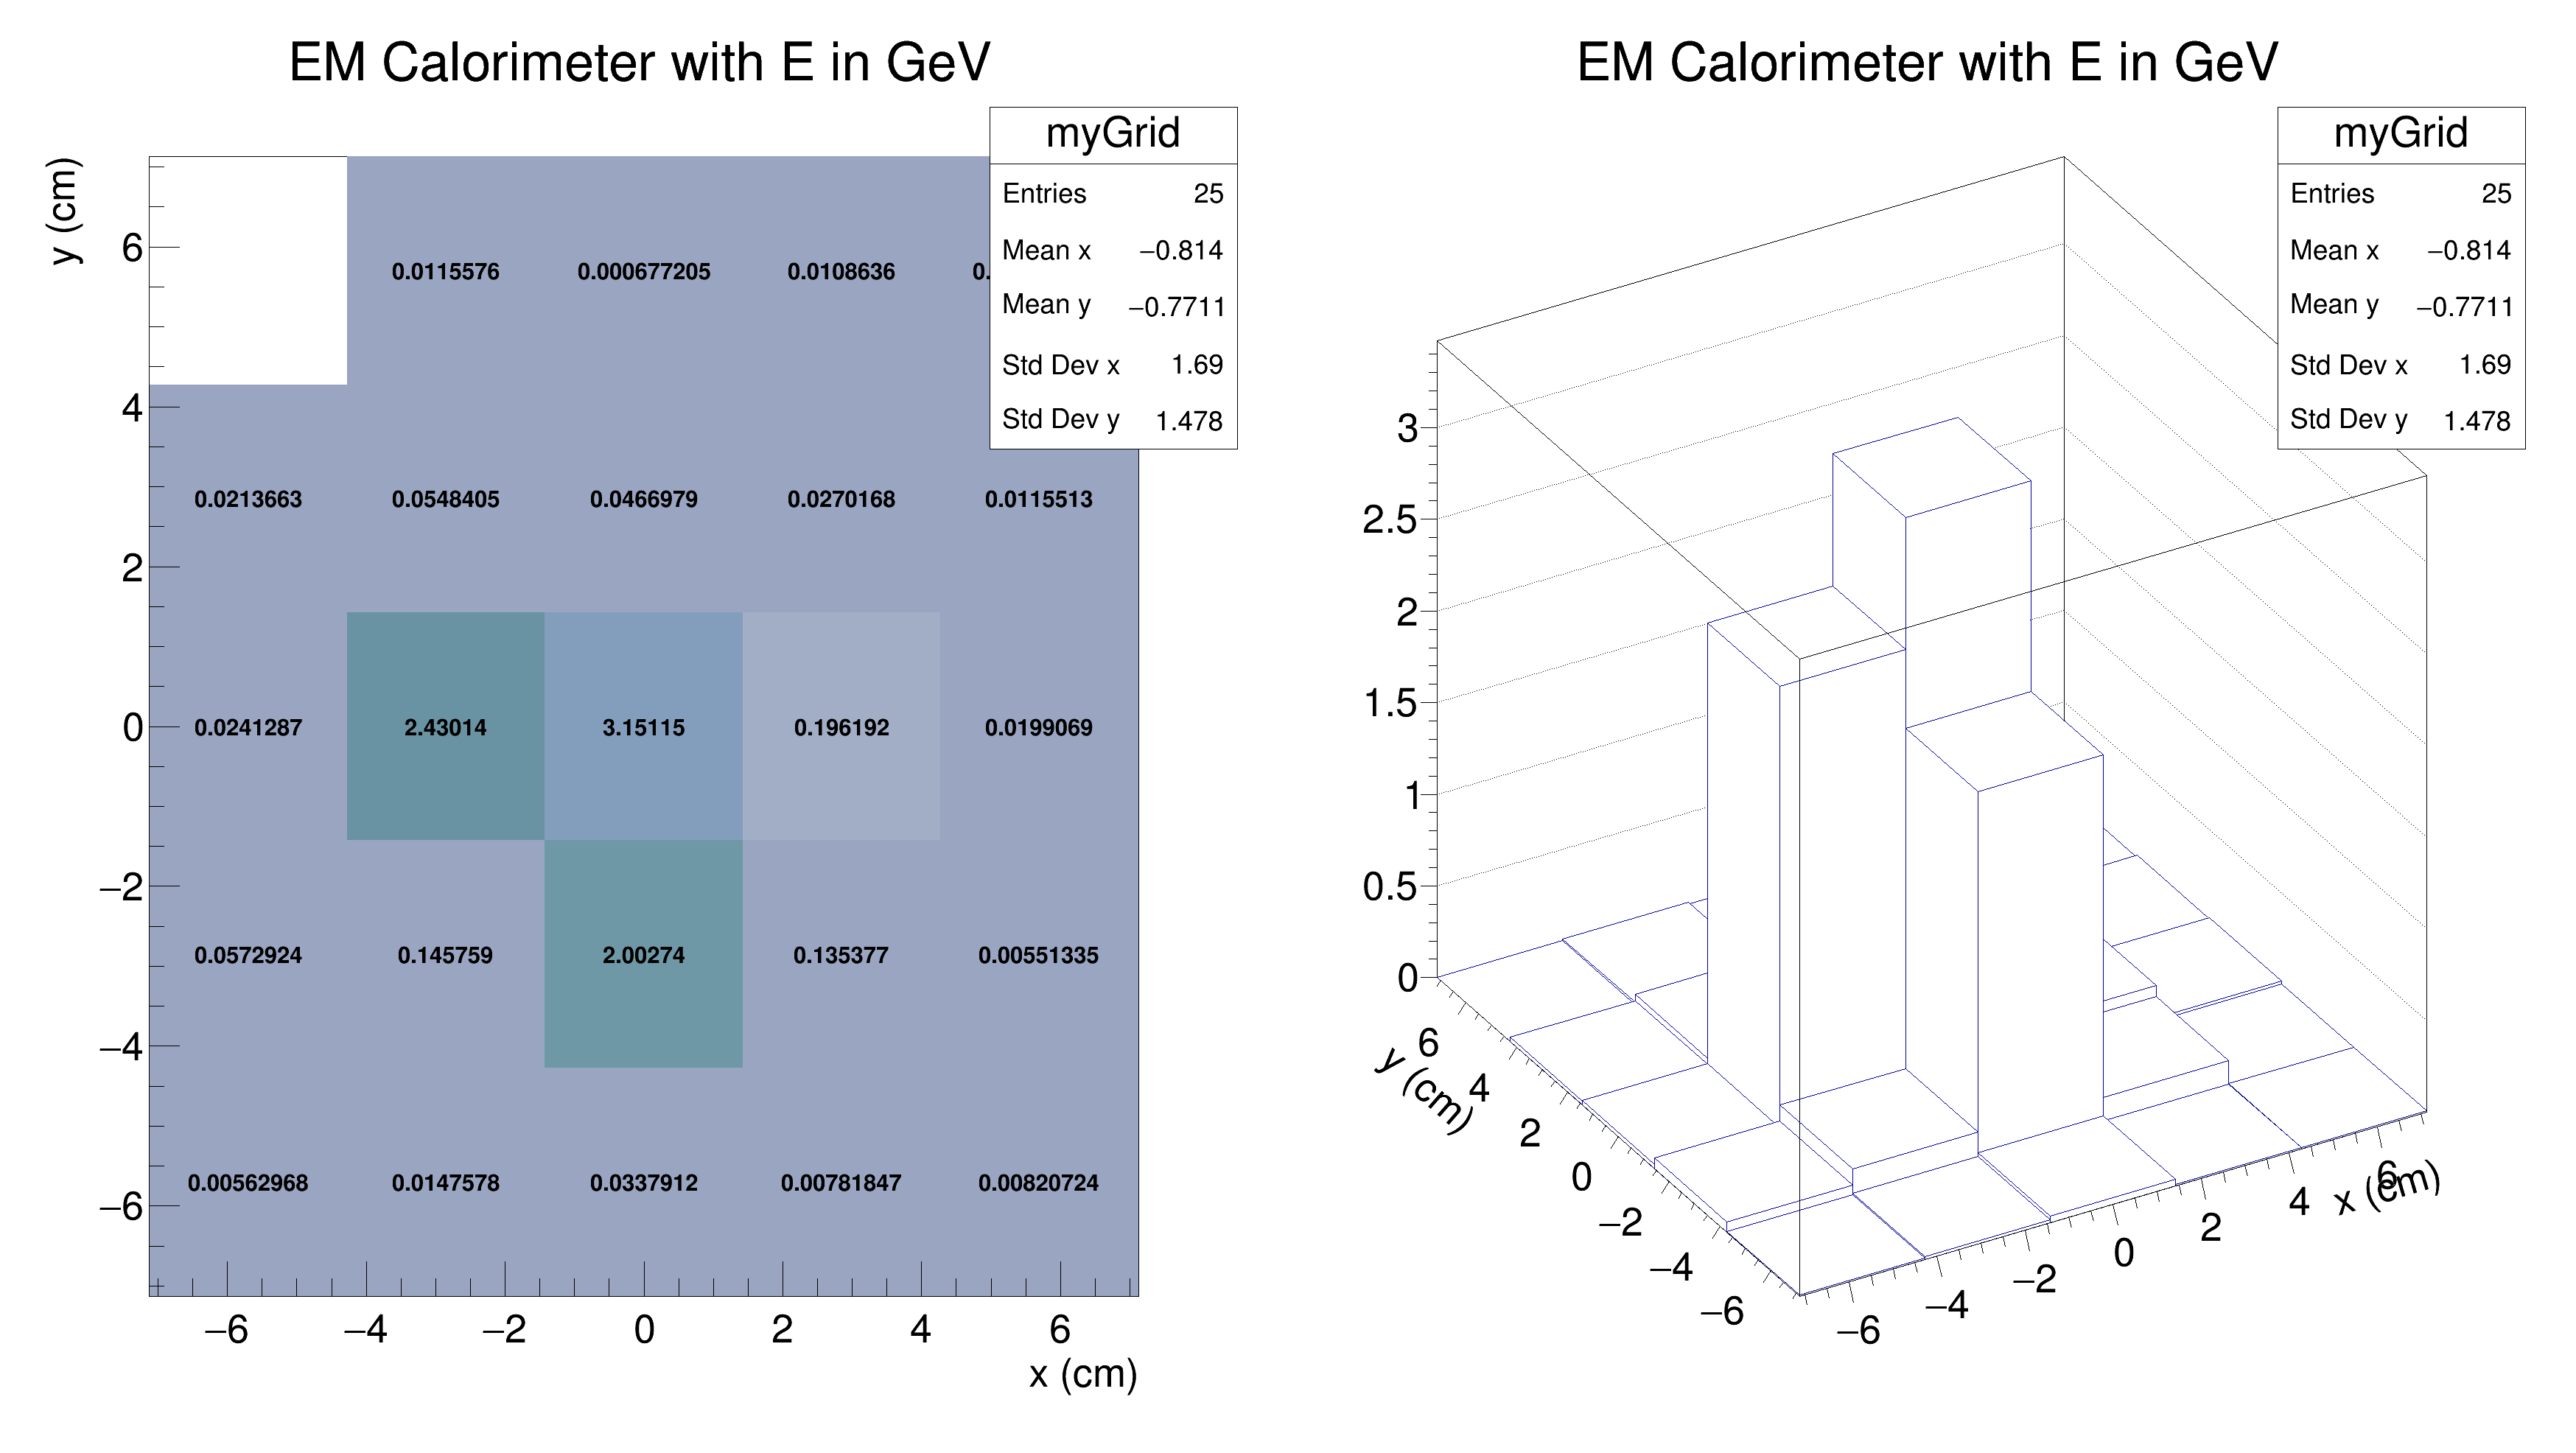 EM Calorimeter with E in GeV
myGrid
Entries 25
Mean x −0.814
Mean y −0.7711
Std Dev x 1.69
Std Dev y 1.478
y (cm)
6
4
2
0
−2
−4
−6
0.0115576 0.000677205 0.0108636 0.
0.0213663 0.0548405 0.0466979 0.0270168 0.0115513
0.0241287 2.43014 3.15115 0.196192 0.0199069
0.0572924 0.145759 2.00274 0.135377 0.00551335
0.00562968 0.0147578 0.0337912 0.00781847 0.00820724
−6 −4 −2 0 2 4 6
x (cm)
EM Calorimeter with E in GeV
myGrid
Entries 25
Mean x −0.814
Mean y −0.7711
Std Dev x 1.69
Std Dev y 1.478
3
2.5
2
1.5
1
0.5
0
y (cm)
6
4
2
0
−2
−4
−6
−6 −4 −2 0 2 4 6
x (cm)